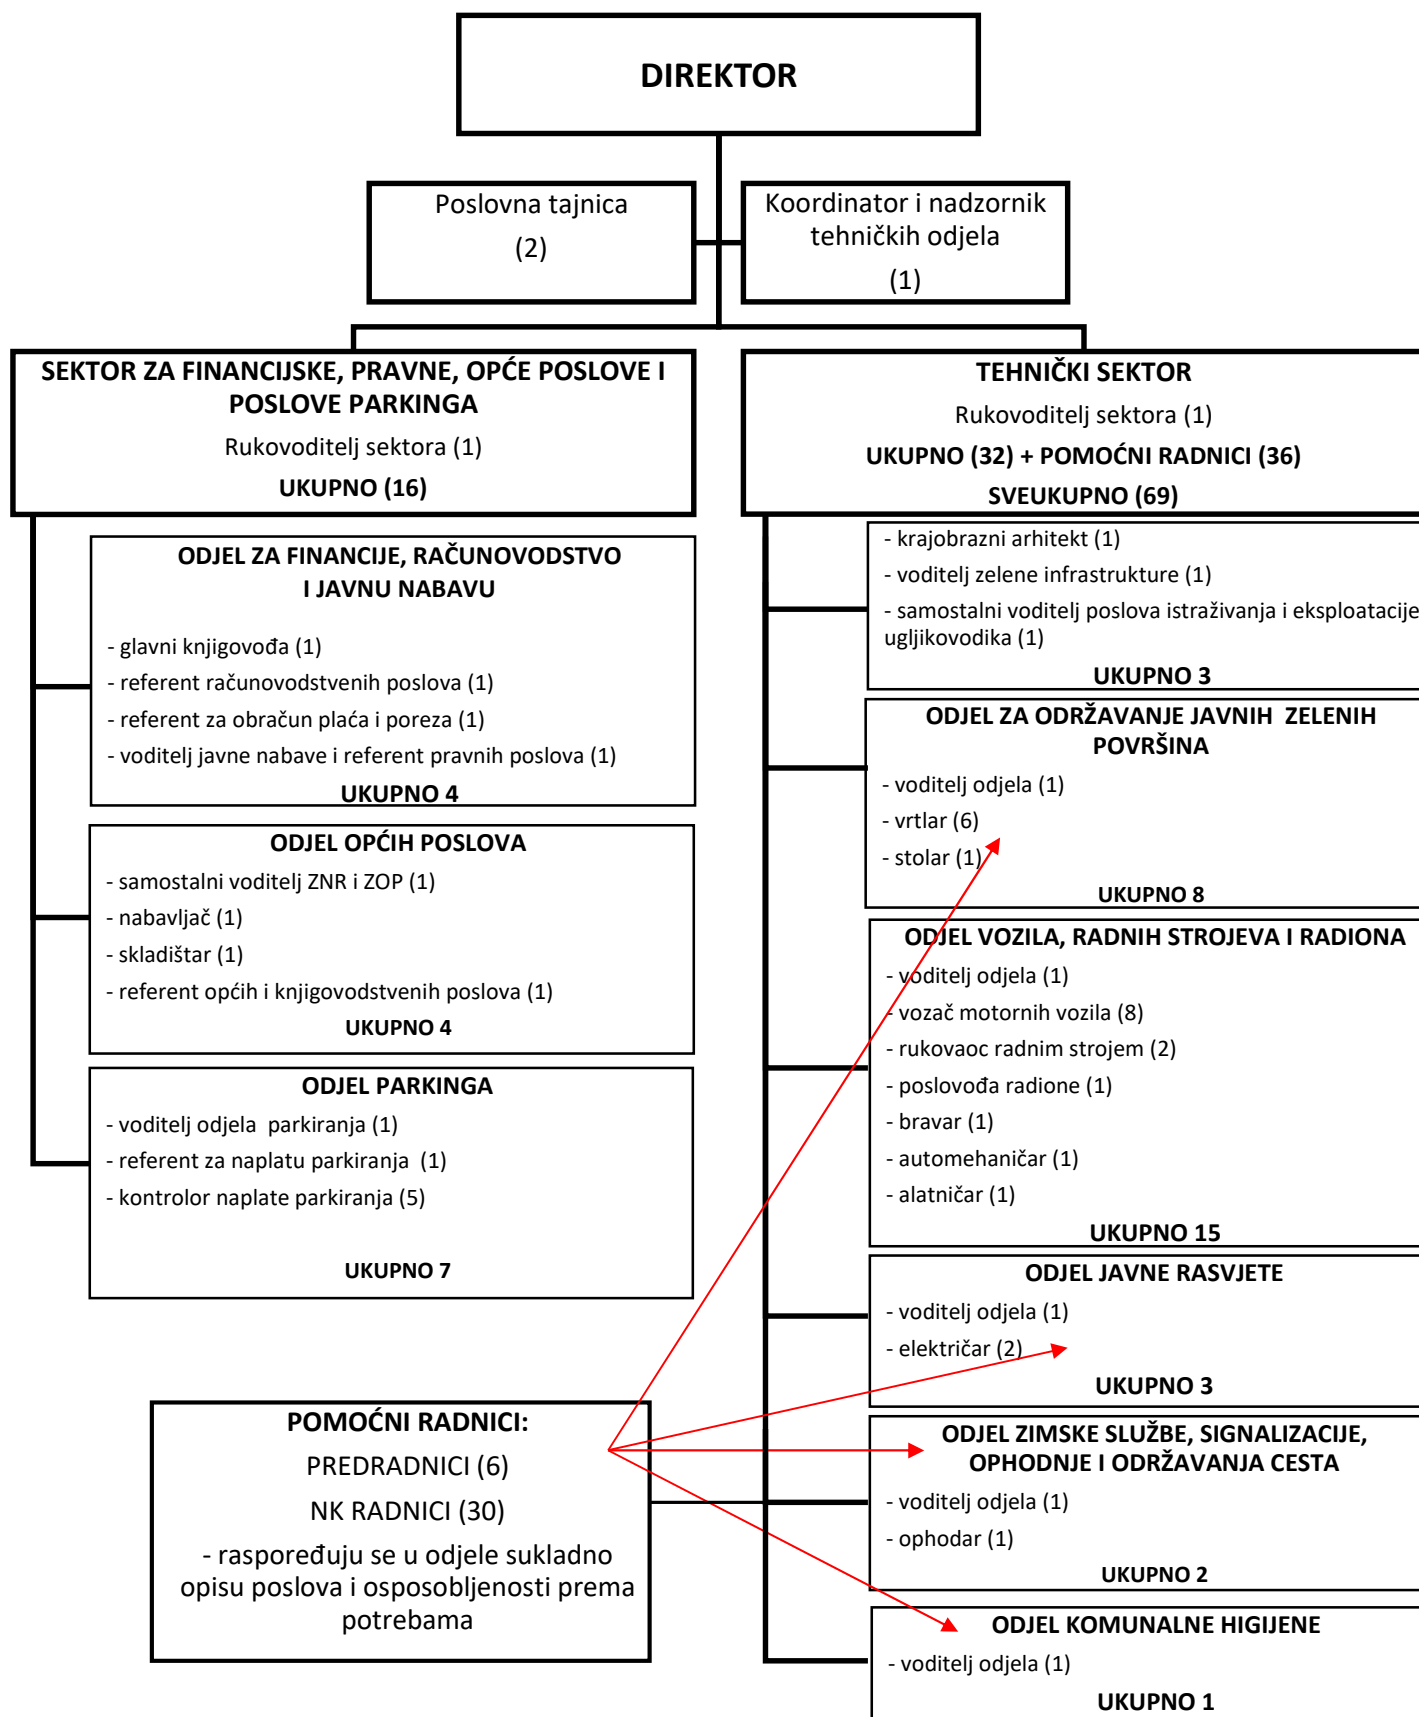 DIREKTOR
Poslovna tajnica
(2)
Koordinator i nadzornik
tehničkih odjela
(1)
SEKTOR ZA FINANCIJSKE, PRAVNE, OPĆE POSLOVE I
POSLOVE PARKINGA
Rukovoditelj sektora (1)
UKUPNO (16)
ODJEL ZA FINANCIJE, RAČUNOVODSTVO
I JAVNU NABAVU
- glavni knjigovođa (1)
- referent računovodstvenih poslova (1)
- referent za obračun plaća i poreza (1)
- voditelj javne nabave i referent pravnih poslova (1)
UKUPNO 4
ODJEL OPĆIH POSLOVA
- samostalni voditelj ZNR i ZOP (1)
- nabavljač (1)
- skladištar (1)
- referent općih i knjigovodstvenih poslova (1)
UKUPNO 4
ODJEL PARKINGA
- voditelj odjela  parkiranja (1)
- referent za naplatu parkiranja  (1)
- kontrolor naplate parkiranja (5)
UKUPNO 7
POMOĆNI RADNICI:
PREDRADNICI (6)
NK RADNICI (30)
- raspoređuju se u odjele sukladno
opisu poslova i osposobljenosti prema
potrebama
TEHNIČKI SEKTOR
Rukovoditelj sektora (1)
UKUPNO (32) + POMOĆNI RADNICI (36)
SVEUKUPNO (69)
- krajobrazni arhitekt (1)
- voditelj zelene infrastrukture (1)
- samostalni voditelj poslova istraživanja i eksploatacije
ugljikovodika (1)
UKUPNO 3
ODJEL ZA ODRŽAVANJE JAVNIH  ZELENIH
POVRŠINA
- voditelj odjela (1)
- vrtlar (6)
- stolar (1)
UKUPNO 8
ODJEL VOZILA, RADNIH STROJEVA I RADIONA
- voditelj odjela (1)
- vozač motornih vozila (8)
- rukovaoc radnim strojem (2)
- poslovođa radione (1)
- bravar (1)
- automehaničar (1)
- alatničar (1)
UKUPNO 15
ODJEL JAVNE RASVJETE
- voditelj odjela (1)
- električar (2)
UKUPNO 3
ODJEL ZIMSKE SLUŽBE, SIGNALIZACIJE,
OPHODNJE I ODRŽAVANJA CESTA
- voditelj odjela (1)
- ophodar (1)
UKUPNO 2
ODJEL KOMUNALNE HIGIJENE
- voditelj odjela (1)
UKUPNO 1